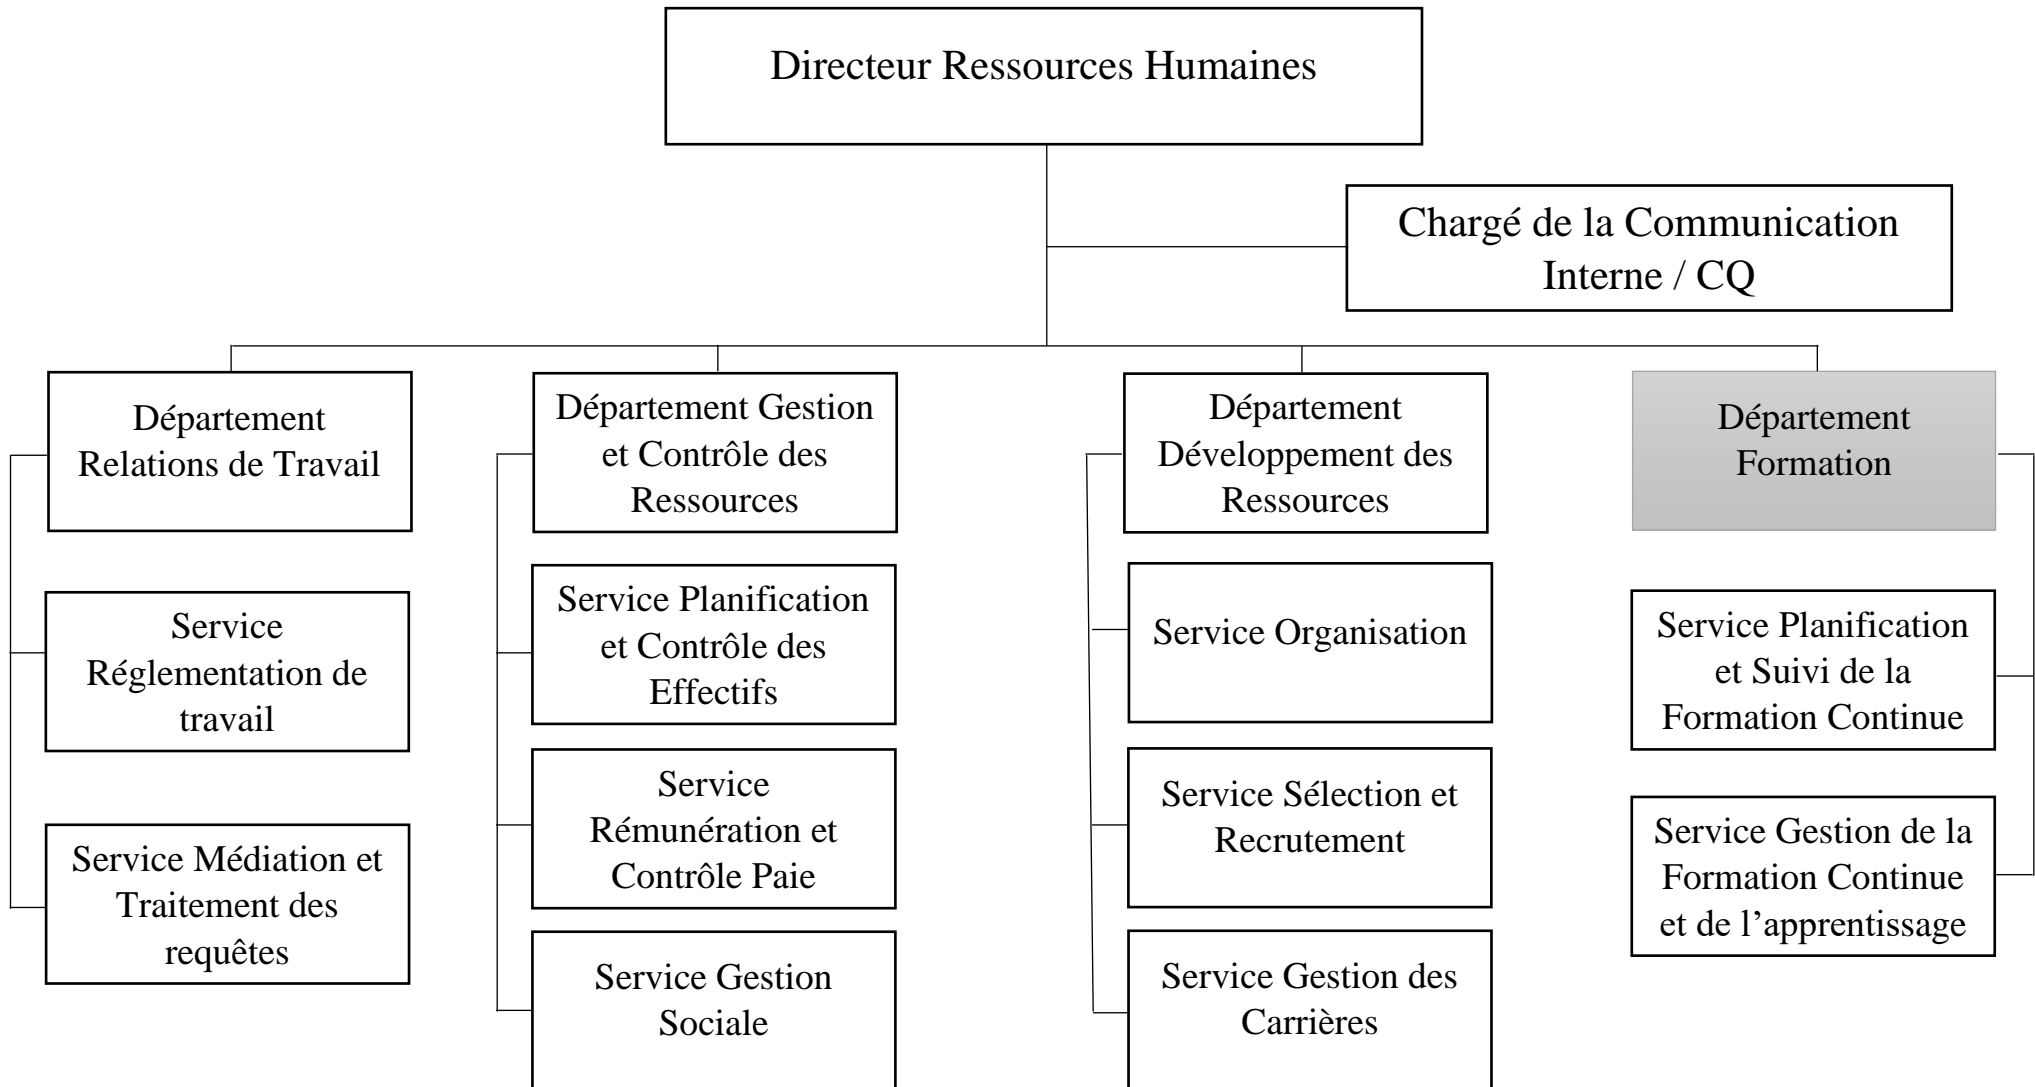 Directeur Ressources Humaines
Chargé de la Communication
Interne / CQ
Département
Relations de Travail
Département Gestion
et Contrôle des
Ressources
Département
Développement des
Ressources
Département
Formation
Service
Réglementation de
travail
Service Planification
et Contrôle des
Effectifs
Service Organisation
Service Planification
et Suivi de la
Formation Continue
Service
Rémunération et
Contrôle Paie
Service Sélection et
Recrutement
Service Médiation et
Traitement des
requêtes
Service Gestion de la
Formation Continue
et de l’apprentissage
Service Gestion
Sociale
Service Gestion des
Carrières